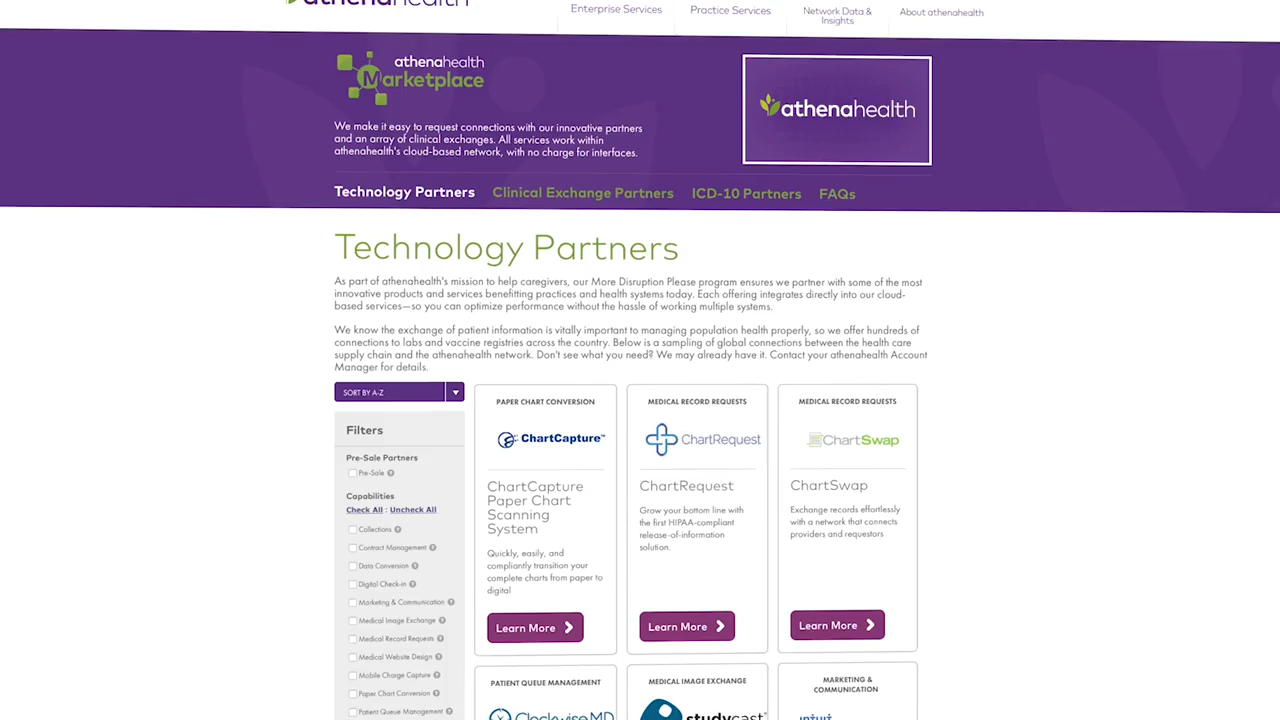 athenahealth
Enterprise Services
Practice Services
Network Data &
Insights
About athenahealth
athenahealth
Marketplace
athenahealth
We make it easy to request connections with our innovative partners
and an array of clinical exchanges. All services work within
athenahealth's cloud-based network, with no charge for interfaces.
Technology Partners
Clinical Exchange Partners
ICD-10 Partners
FAQs
Technology Partners
As part of athenahealth's mission to help caregivers, our More Disruption Please program ensures we partner with some of the most
innovative products and services benefitting practices and health systems today. Each offering integrates directly into our cloud-
based services—so you can optimize performance without the hassle of working multiple systems.
We know the exchange of patient information is vitally important to managing population health properly, so we offer hundreds of
connections to labs and vaccine registries across the country. Below is a sampling of global connections between the health care
supply chain and the athenahealth network. Don't see what you need? We may already have it. Contact your athenahealth Account
Manager for details.
SORT BY A-Z
Filters
Pre-Sale Partners
Pre-Sale ?
Capabilities
Check All : Uncheck All
Collections ?
Contract Management ?
Data Conversion ?
Digital Check-in ?
Marketing & Communication ?
Medical Image Exchange ?
Medical Record Requests ?
Medical Website Design ?
Mobile Charge Capture ?
Paper Chart Conversion ?
Patient Queue Management ?
PAPER CHART CONVERSION
ChartCapture™
ChartCapture
Paper Chart
Scanning
System
Quickly, easily, and
compliantly transition your
complete charts from paper to
digital
Learn More
MEDICAL RECORD REQUESTS
ChartRequest
ChartRequest
Grow your bottom line with
the first HIPAA-compliant
release-of-information
solution.
Learn More
MEDICAL RECORD REQUESTS
ChartSwap
ChartSwap
Exchange records effortlessly
with a network that connects
providers and requestors
Learn More
PATIENT QUEUE MANAGEMENT
ClockwiseMD
MEDICAL IMAGE EXCHANGE
studycast
MARKETING &
COMMUNICATION